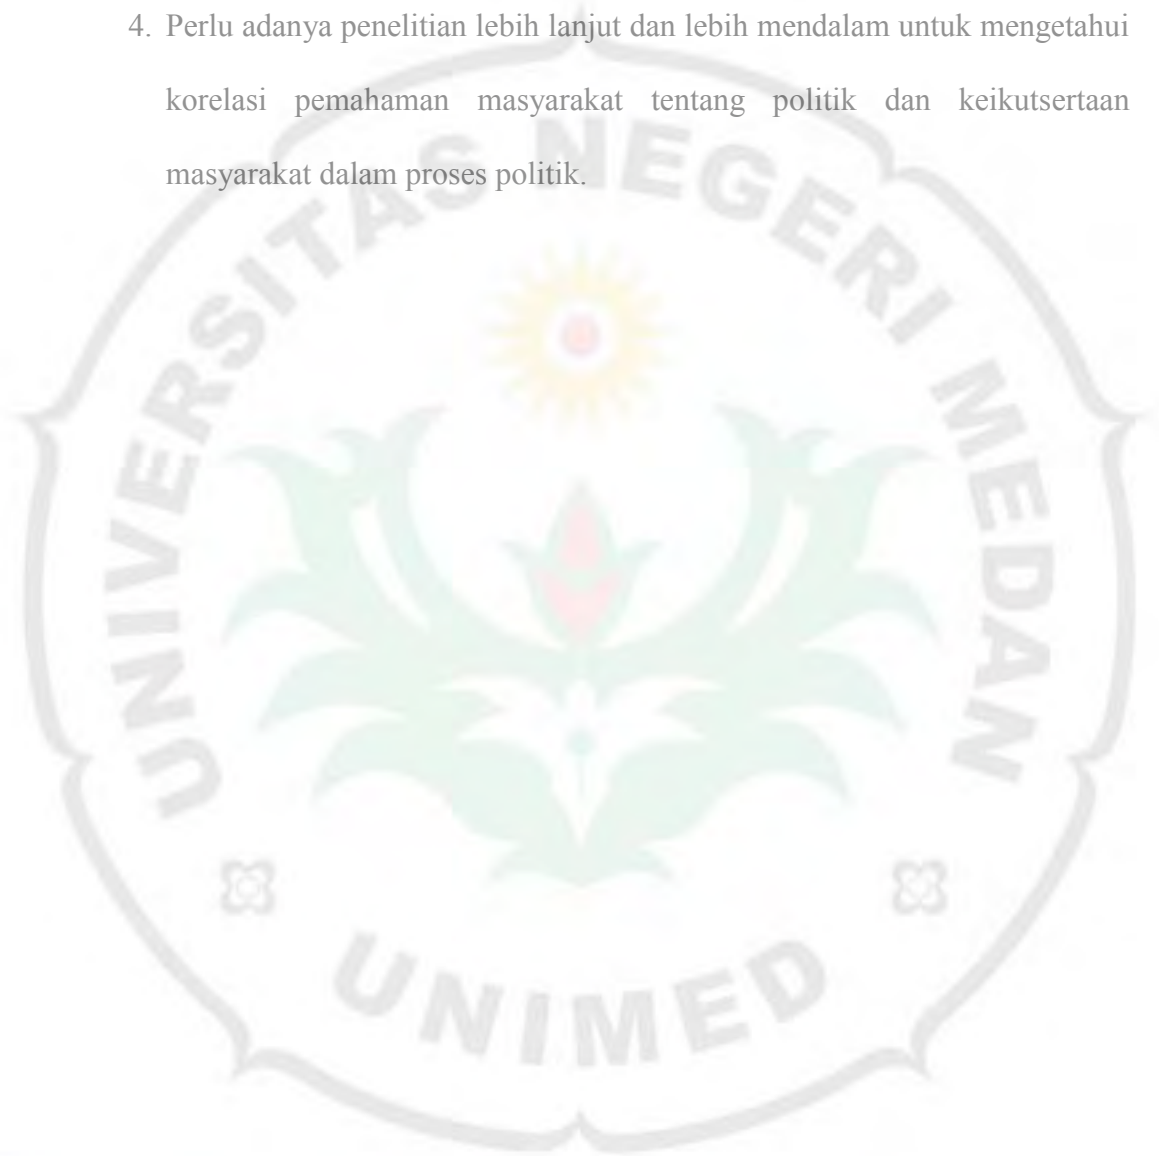 4. Perlu adanya penelitian lebih lanjut dan lebih mendalam untuk mengetahui
korelasi pemahaman masyarakat tentang politik dan keikutsertaan
masyarakat dalam proses politik.
UNIVERSITAS NEGERI MEDAN
UNIMED